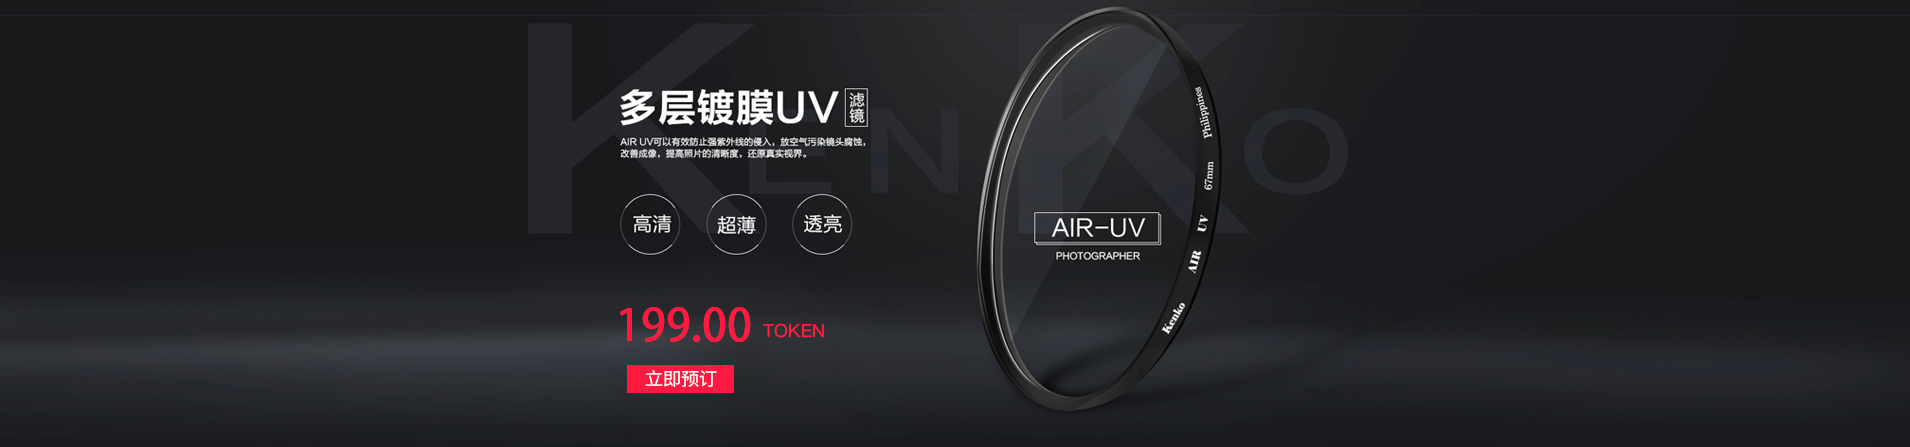 KENKO
多层镀膜UV
滤镜
AIR UV可以有效防止强紫外线的侵入，放空气污染镜头腐蚀，
改善成像，提高照片的清晰度，还原真实视界。
高清
超薄
透亮
199.00 TOKEN
立即预订
AIR-UV
PHOTOGRAPHER
Kenko AIR UV 67mm Philippines